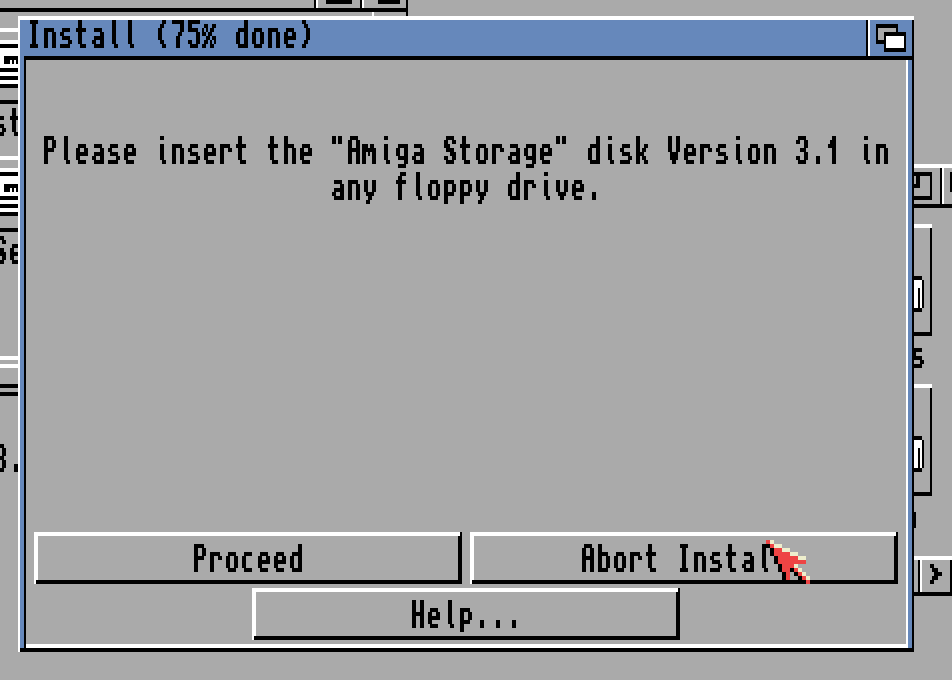 Install (75% done)
Please insert the "Amiga Storage" disk Version 3.1 in
any floppy drive.
Proceed
Abort Instal
Help...